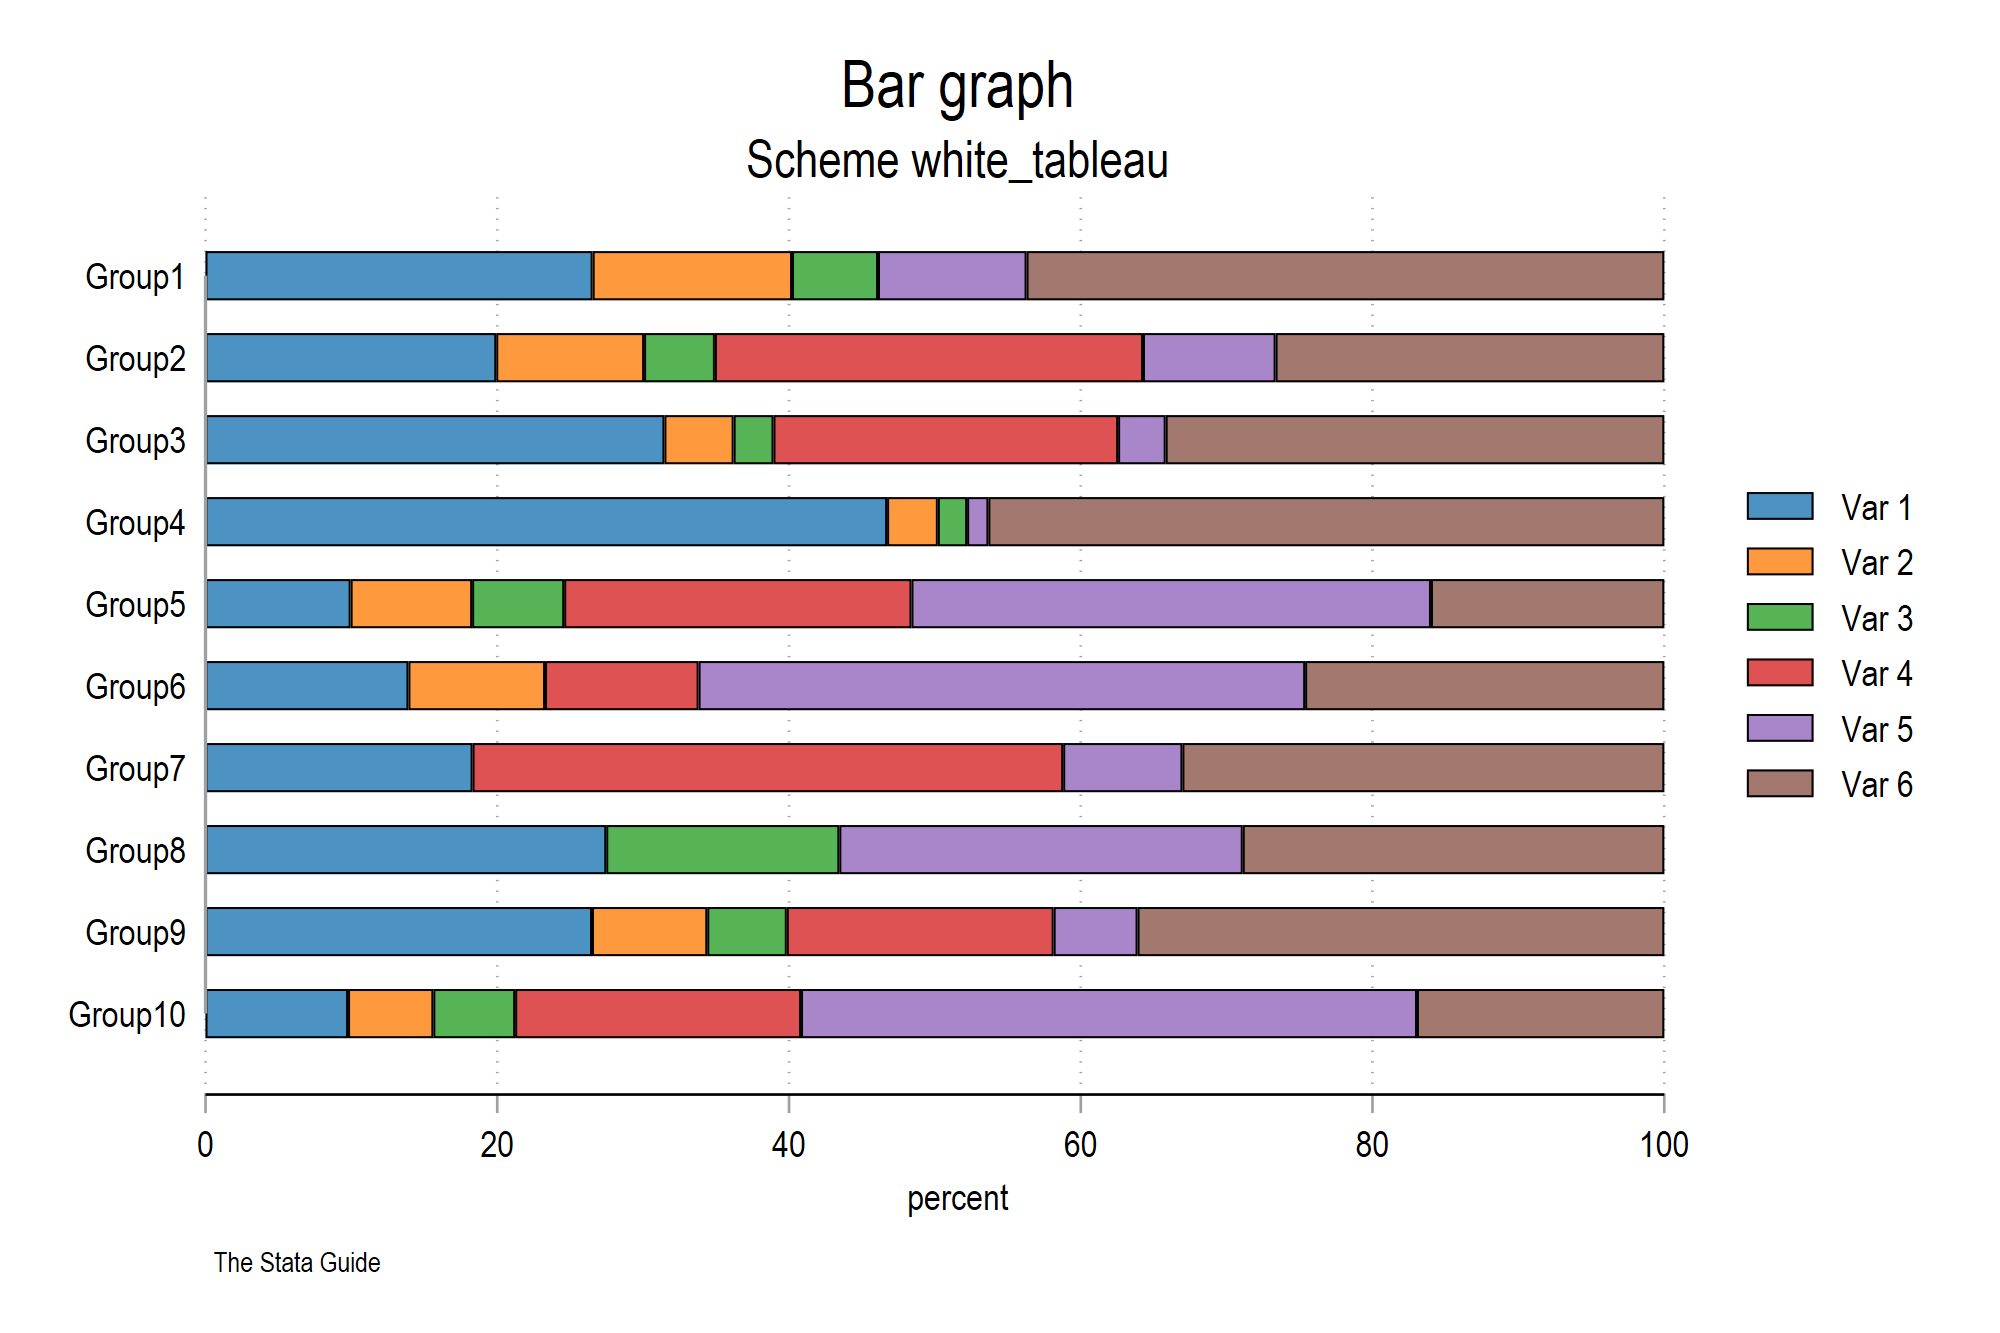 Bar graph
Scheme white_tableau
Group1
Group2
Group3
Group4
Group5
Group6
Group7
Group8
Group9
Group10
Var 1
Var 2
Var 3
Var 4
Var 5
Var 6
0 20 40 60 80 100
percent
The Stata Guide